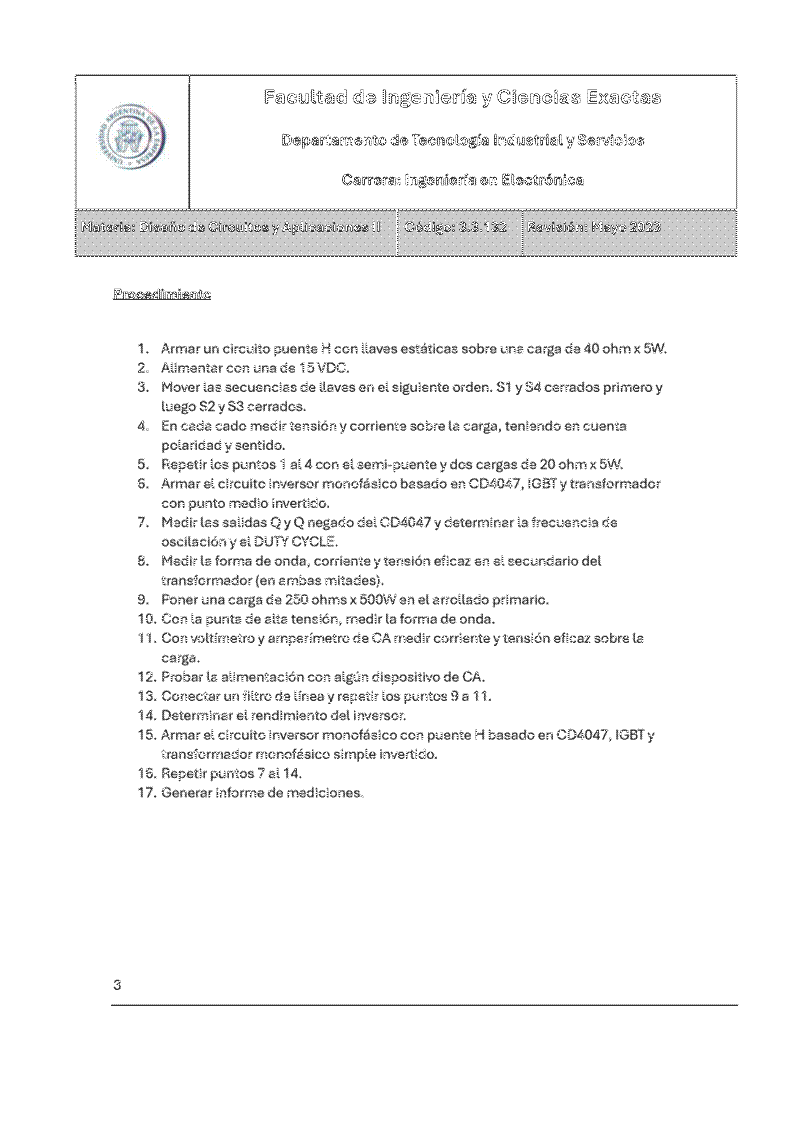 UNIVERSIDAD ARGENTINA DE LA EMPRESA
Facultad de Ingeniería y Ciencias Exactas
Departamento de Tecnología Industrial y Servicios
Carrera: Ingeniería en Electrónica
Materia: Diseño de Circuitos y Aplicaciones II
Código: 3.3.132
Revisión: Mayo 2023
Procedimiento
1. Armar un circuito puente H con llaves estáticas sobre una carga de 40 ohm x 5W.
2. Alimentar con una de 15 VDC.
3. Mover las secuencias de llaves en el siguiente orden. S1 y S4 cerrados primero y
luego S2 y S3 cerrados.
4. En cada cado medir tensión y corriente sobre la carga, teniendo en cuenta
polaridad y sentido.
5. Repetir los puntos 1 al 4 con el semi-puente y dos cargas de 20 ohm x 5W.
6. Armar el circuito inversor monofásico basado en CD4047, IGBT y transformador
con punto medio invertido.
7. Medir las salidas Q y Q negado del CD4047 y determinar la frecuencia de
oscilación y el DUTY CYCLE.
8. Medir la forma de onda, corriente y tensión eficaz en el secundario del
transformador (en ambas mitades).
9. Poner una carga de 250 ohms x 500W en el arrollado primario.
10. Con la punta de alta tensión, medir la forma de onda.
11. Con voltímetro y amperímetro de CA medir corriente y tensión eficaz sobre la
carga.
12. Probar la alimentación con algún dispositivo de CA.
13. Conectar un filtro de línea y repetir los puntos 9 a 11.
14. Determinar el rendimiento del inversor.
15. Armar el circuito inversor monofásico con puente H basado en CD4047, IGBT y
transformador monofásico simple invertido.
16. Repetir puntos 7 al 14.
17. Generar informe de mediciones.
3